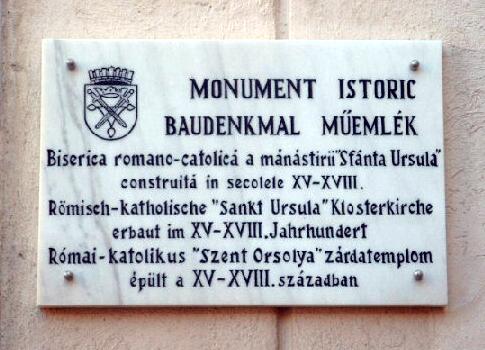 MONUMENT ISTORIC
BAUDENKMAL MŰEMLÉK
Biserica romano-catolică a mănăstirii "Sfânta Ursula"
construită în secolele XV-XVIII.
Römisch-katholische "Sankt Ursula" Klosterkirche
erbaut im XV-XVIII. Jahrhundert
Római-katolikus "Szent Orsolya" zárdatemplom
épült a XV-XVIII. században